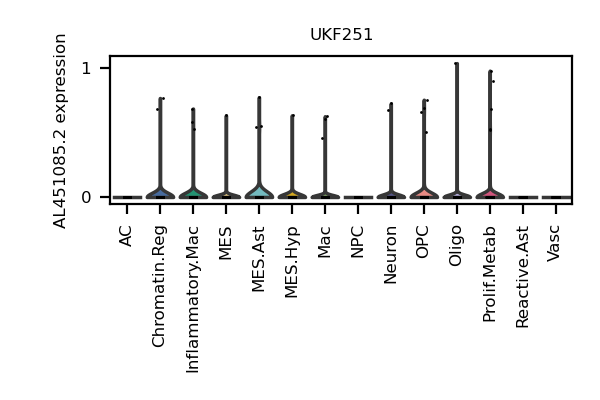 UKF251
AL451085.2 expression
1
0
AC
Chromatin.Reg
Inflammatory.Mac
MES
MES.Ast
MES.Hyp
Mac
NPC
Neuron
OPC
Oligo
Prolif.Metab
Reactive.Ast
Vasc